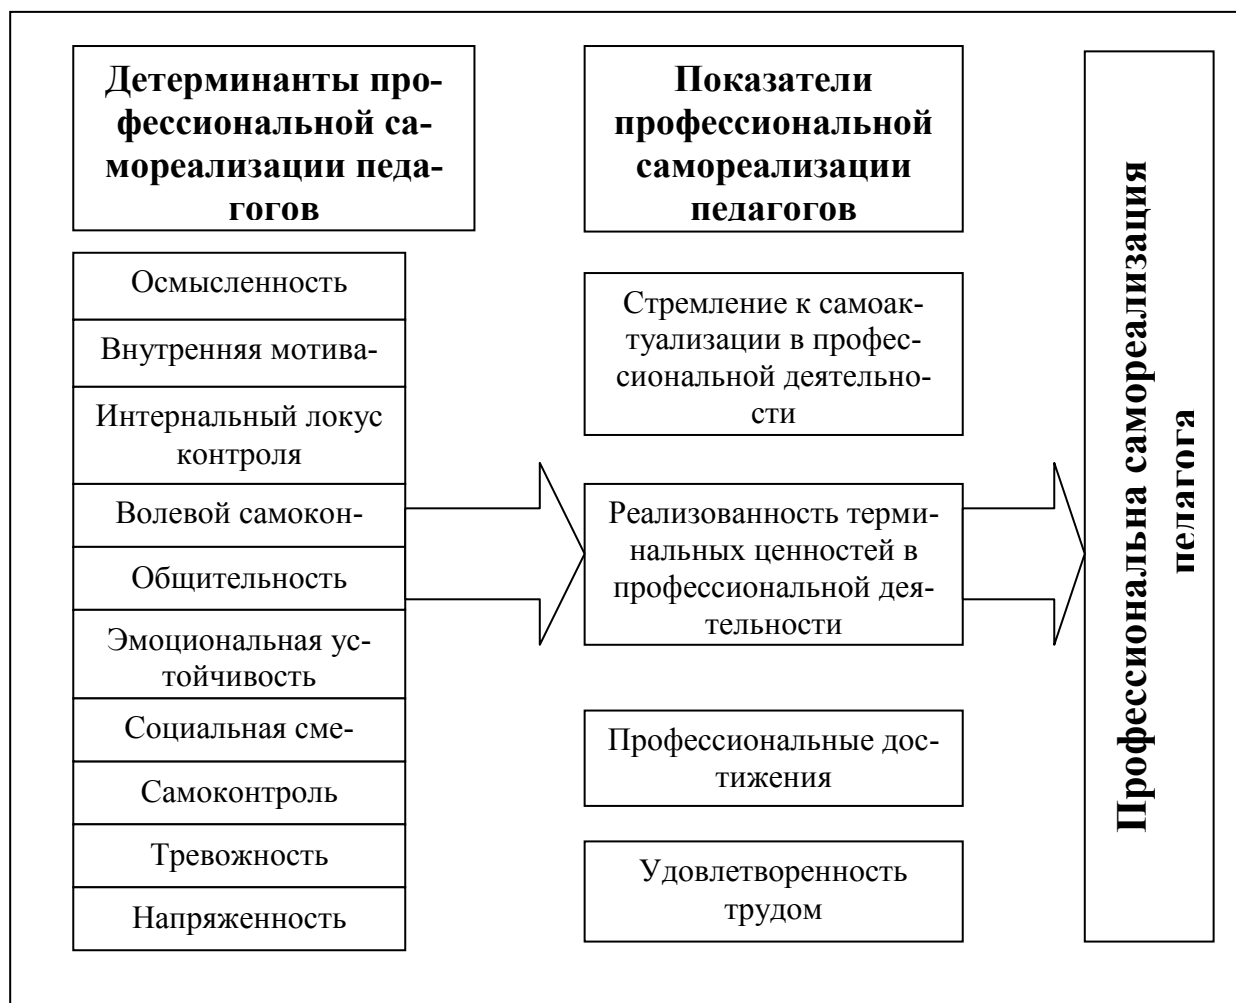 Детерминанты про-
фессиональной са-
мореализации педа-
гогов
Осмысленность
Внутренняя мотива-
Интернальный локус
контроля
Волевой самокон-
Общительность
Эмоциональная ус-
тойчивость
Социальная сме-
Самоконтроль
Тревожность
Напряженность
Показатели
профессиональной
самореализации
педагогов
Стремление к самоак-
туализации в профес-
сиональной деятельно-
сти
Реализованность терми-
нальных ценностей в
профессиональной дея-
тельности
Профессиональные дос-
тижения
Удовлетворенность
трудом
Профессиональна самореализация
педагога